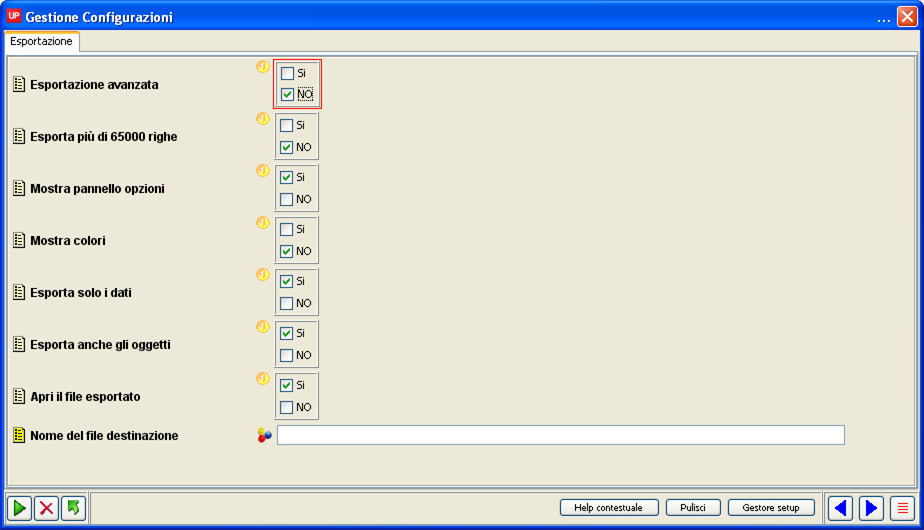 UP Gestione Configurazioni ...
Esportazione
Esportazione avanzata
Si
NO
Esporta più di 65000 righe
Si
NO
Mostra pannello opzioni
Si
NO
Mostra colori
Si
NO
Esporta solo i dati
Si
NO
Esporta anche gli oggetti
Si
NO
Apri il file esportato
Si
NO
Nome del file destinazione
Help contestuale Pulisci Gestore setup